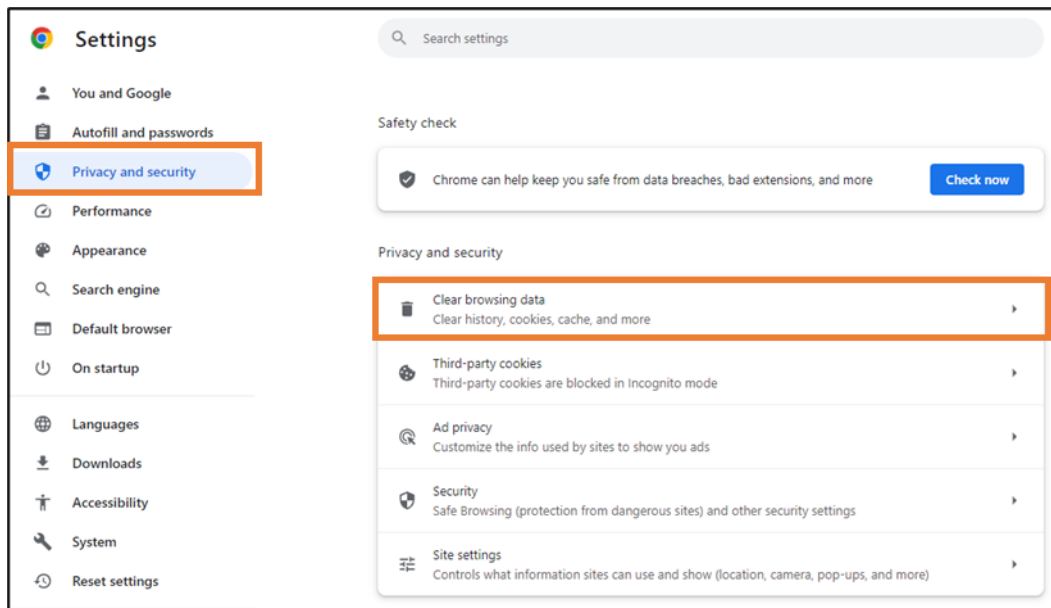 Settings
Search settings
You and Google
Autofill and passwords
Privacy and security
Performance
Appearance
Search engine
Default browser
On startup
Languages
Downloads
Accessibility
System
Reset settings
Safety check
Chrome can help keep you safe from data breaches, bad extensions, and more
Check now
Privacy and security
Clear browsing data
Clear history, cookies, cache, and more
Third-party cookies
Third-party cookies are blocked in Incognito mode
Ad privacy
Customize the info used by sites to show you ads
Security
Safe Browsing (protection from dangerous sites) and other security settings
Site settings
Controls what information sites can use and show (location, camera, pop-ups, and more)